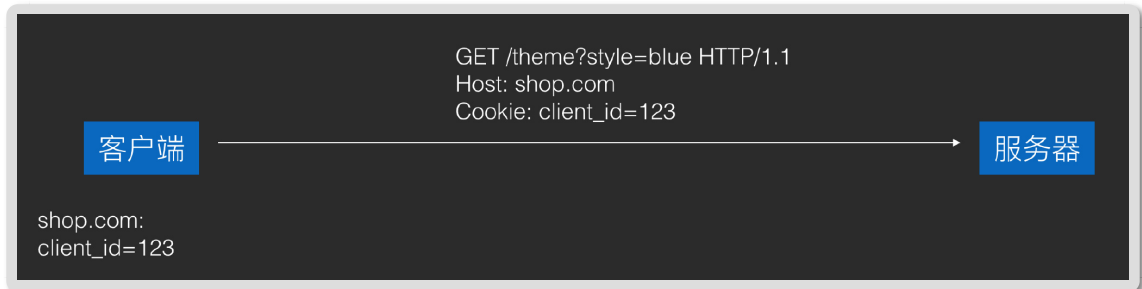 GET /theme?style=blue HTTP/1.1
Host: shop.com
Cookie: client_id=123
客户端
服务器
shop.com:
client_id=123